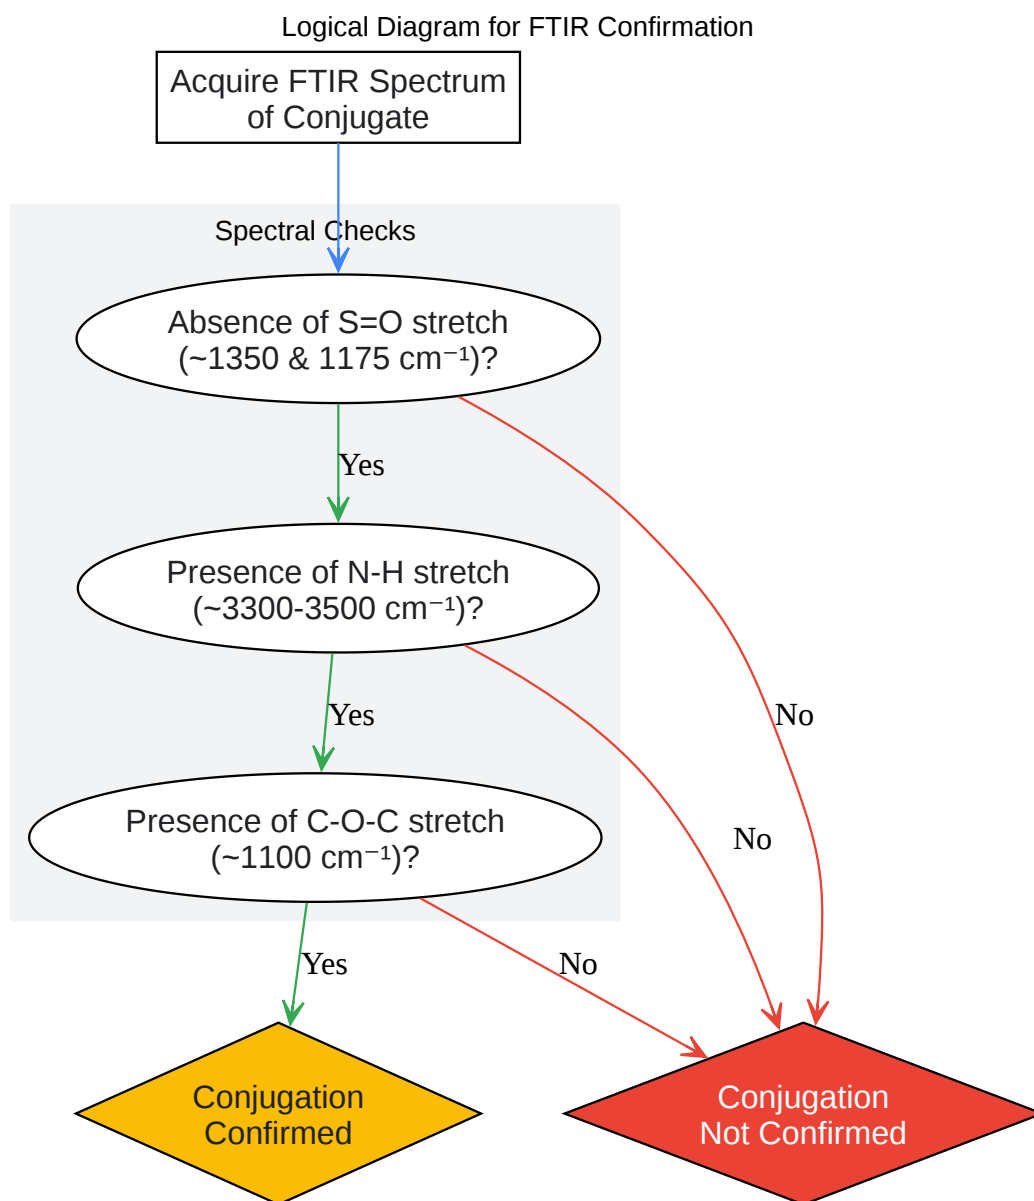 Logical Diagram for FTIR Confirmation
Acquire FTIR Spectrum
of Conjugate
Spectral Checks
Absence of S=O stretch
(~1350 & 1175 cm⁻¹)?
Yes
Presence of N-H stretch
(~3300-3500 cm⁻¹)?
Yes
No
Presence of C-O-C stretch
(~1100 cm⁻¹)?
No
Yes
No
Conjugation
Confirmed
Conjugation
Not Confirmed